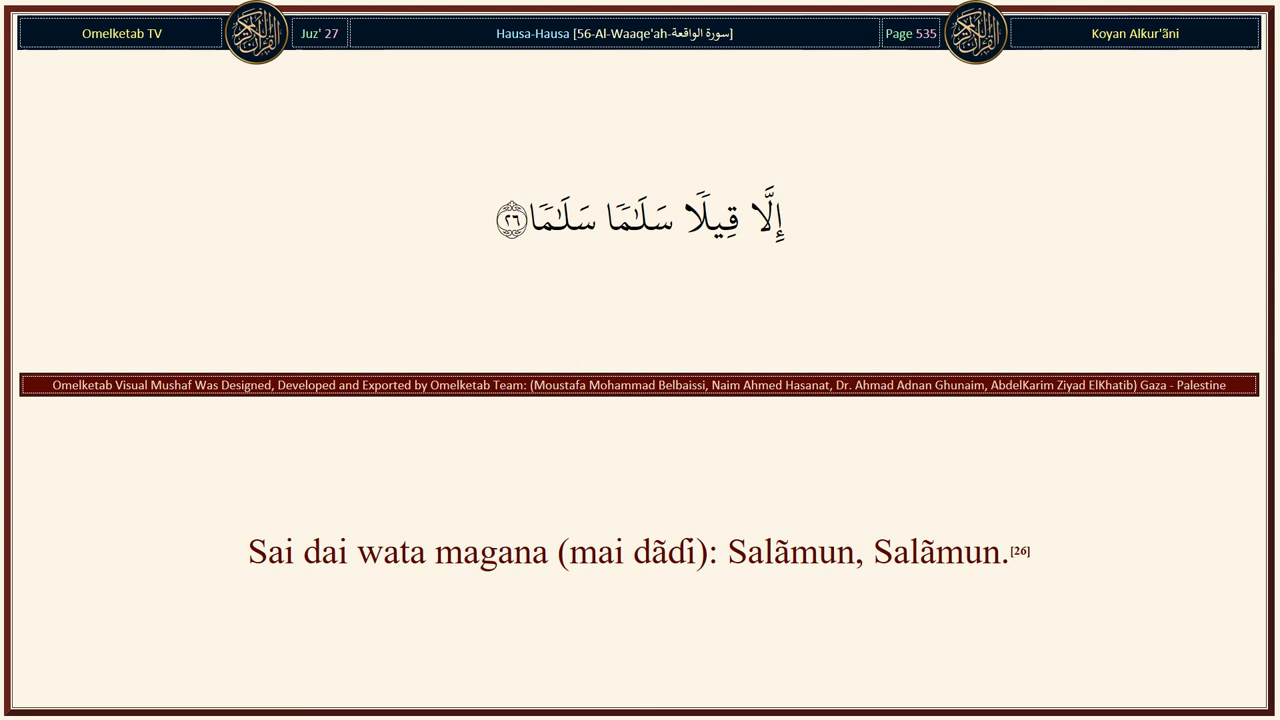 Omelketab TV
Juz' 27
Hausa-Hausa [56-Al-Waaqe'ah-سورة الواقعة]
Page 535
Koyan Alƙur'ãni
إِلَّا قِيلٗا سَلَٰمٗا سَلَٰمٗا ٢٦
Omelketab Visual Mushaf Was Designed, Developed and Exported by Omelketab Team: (Moustafa Mohammad Belbaissi, Naim Ahmed Hasanat, Dr. Ahmad Adnan Ghunaim, AbdelKarim Ziyad ElKhatib) Gaza - Palestine
Sai dai wata magana (mai dãɗi): Salãmun, Salãmun.[26]